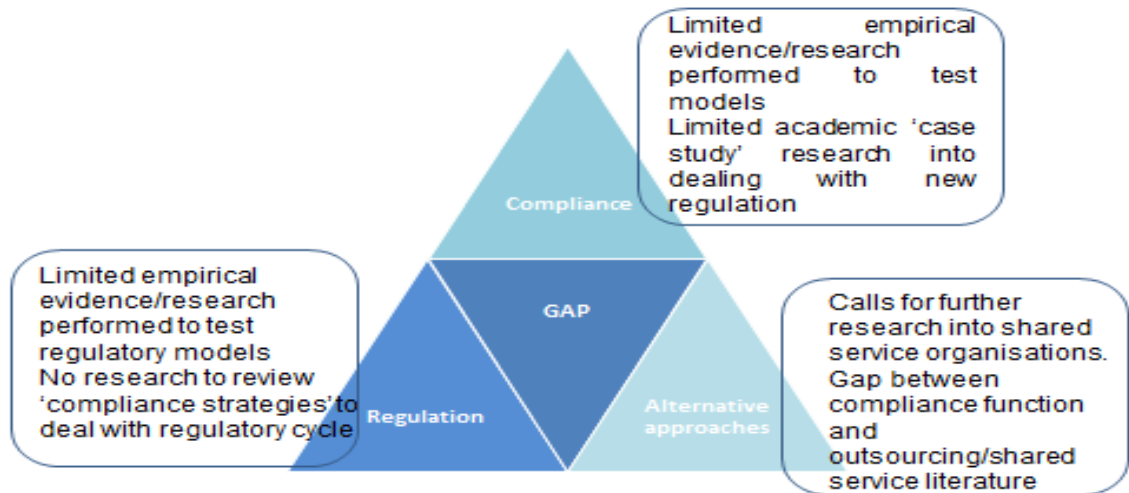 Limited empirical
evidence/research
performed to test
models
Limited academic ‘case
study’ research into
dealing with new
regulation
Compliance
Limited empirical
evidence/research
performed to test
regulatory models
No research to review
‘compliance strategies’ to
deal with regulatory cycle
GAP
Regulation
Alternative
approaches
Calls for further
research into shared
service organisations.
Gap between
compliance function
and
outsourcing/shared
service literature